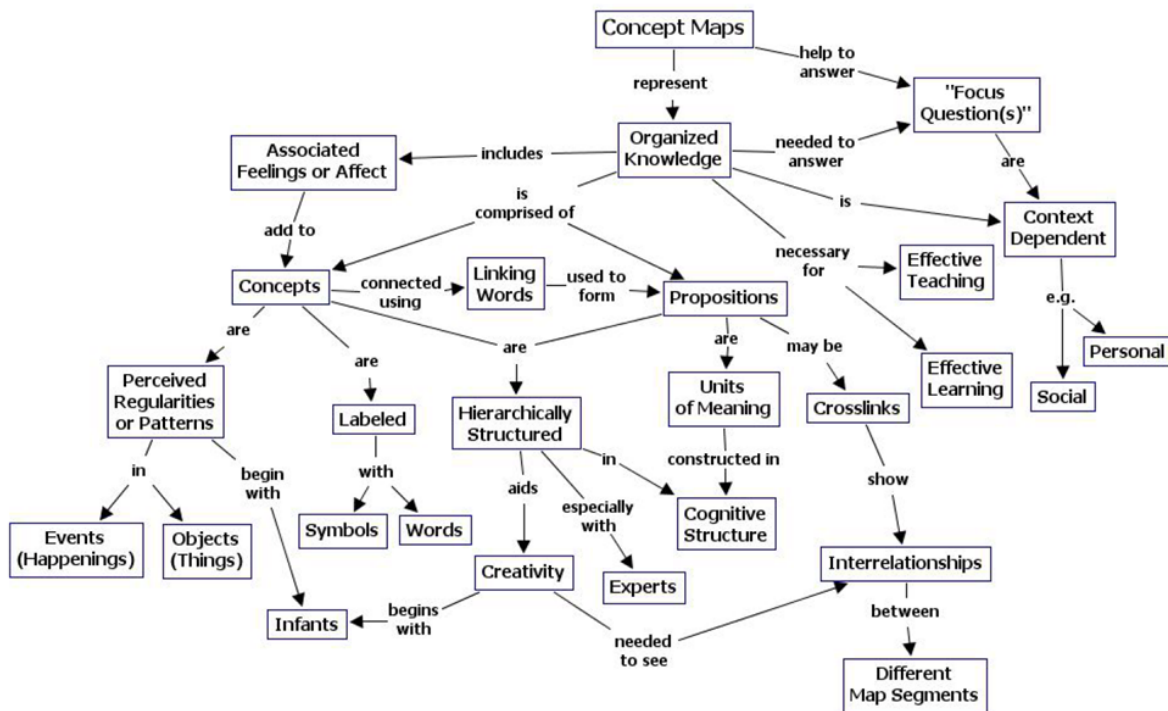 Concept Maps
help to
answer
represent
"Focus
Question(s)"
Organized
Knowledge
needed to
answer
includes
Associated
Feelings or Affect
are
is
comprised of
is
Context
Dependent
add to
necessary
for
Effective
Teaching
Concepts
connected
using
Linking
Words
used to
form
Propositions
e.g.
are
are
are
are
may be
Personal
Perceived
Regularities
or Patterns
Labeled
Hierarchically
Structured
Units
of Meaning
Crosslinks
Effective
Learning
Social
in
begin
with
with
aids
in
constructed in
show
especially
with
Events
(Happenings)
Objects
(Things)
Symbols
Words
Cognitive
Structure
Creativity
Experts
Interrelationships
Infants
begins
with
needed
to see
between
Different
Map Segments